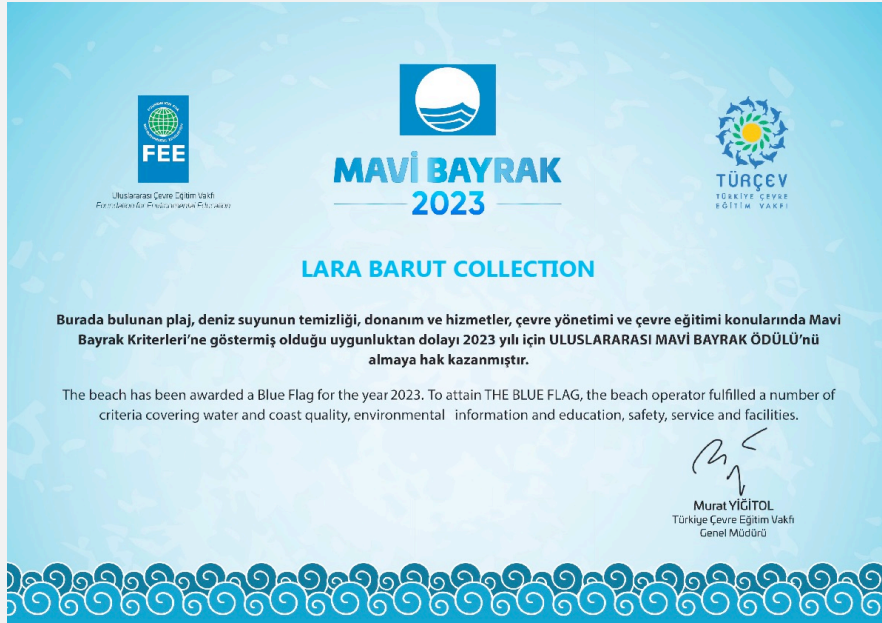 FEE
Uluslararası Çevre Eğitim Vakfı
Foundation for Environmental Education
MAVİ BAYRAK
2023
TÜRÇEV
TÜRKİYE ÇEVRE
EĞİTİM VAKFI
LARA BARUT COLLECTION
Burada bulunan plaj, deniz suyunun temizliği, donanım ve hizmetler, çevre yönetimi ve çevre eğitimi konularında Mavi
Bayrak Kriterleri’ne göstermiş olduğu uygunluktan dolayı 2023 yılı için ULUSLARARASI MAVİ BAYRAK ÖDÜLÜ’nü
almaya hak kazanmıştır.
The beach has been awarded a Blue Flag for the year 2023. To attain THE BLUE FLAG, the beach operator fulfilled a number of
criteria covering water and coast quality, environmental information and education, safety, service and facilities.
Murat YİĞİTOL
Türkiye Çevre Eğitim Vakfı
Genel Müdürü